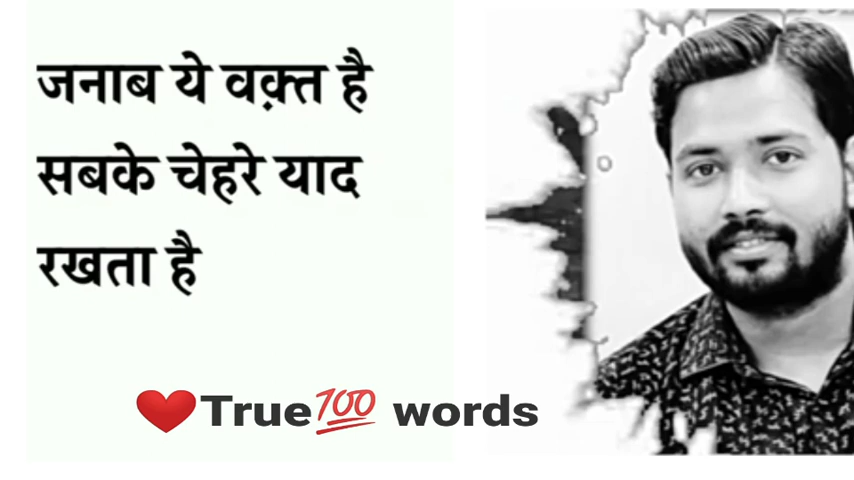 जनाब ये वक़्त है
सबके चेहरे याद
रखता है
❤️True💯 words